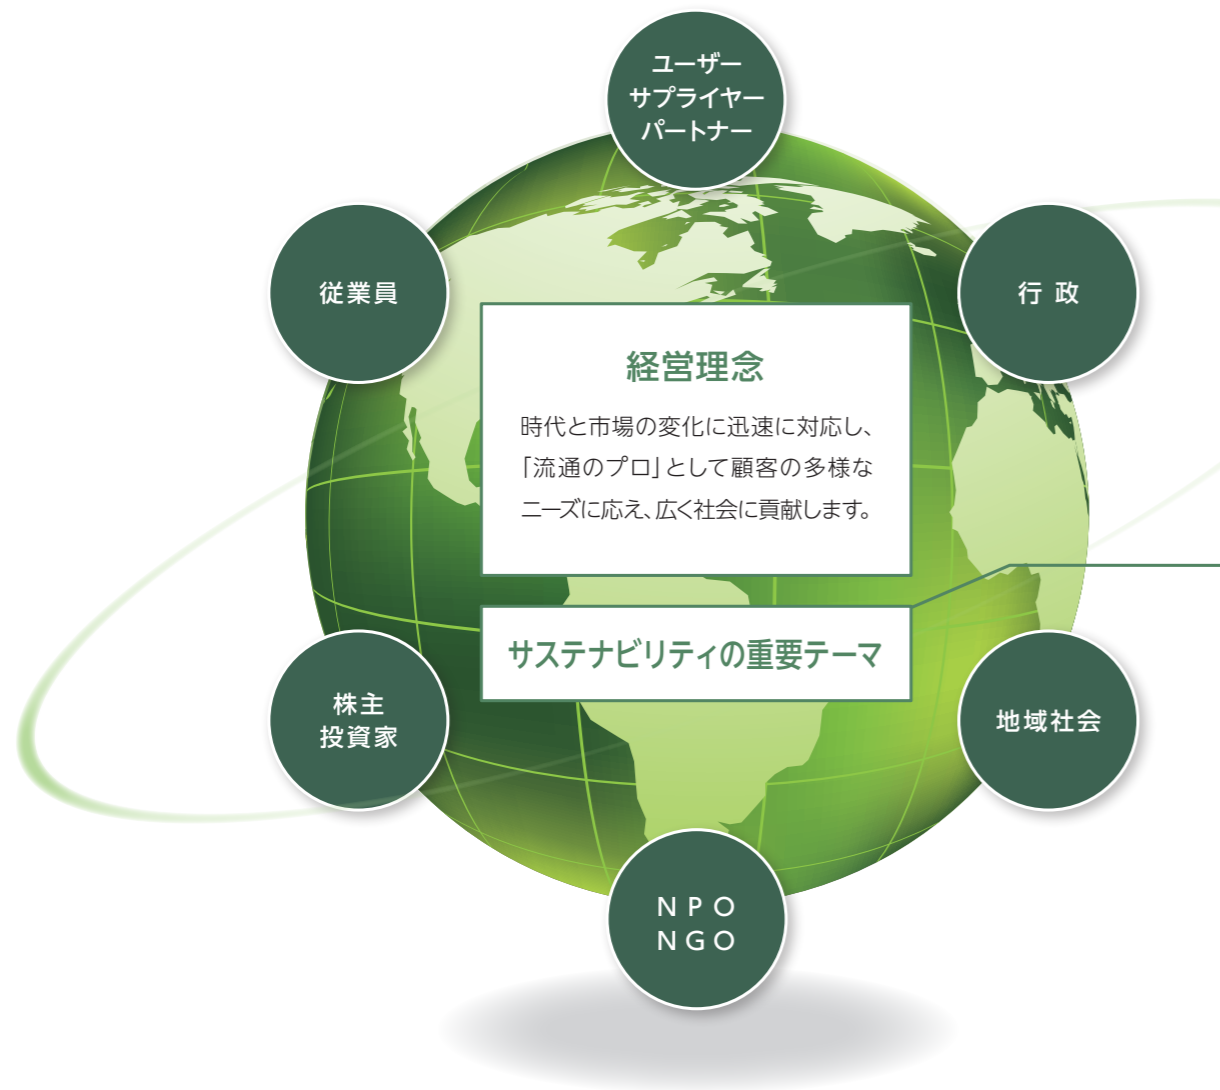 ユーザー
サプライヤー
パートナー
従業員
行 政
経営理念
時代と市場の変化に迅速に対応し、
「流通のプロ」として顧客の多様な
ニーズに応え、広く社会に貢献します。
サステナビリティの重要テーマ
株主
投資家
地域社会
NPO
NGO